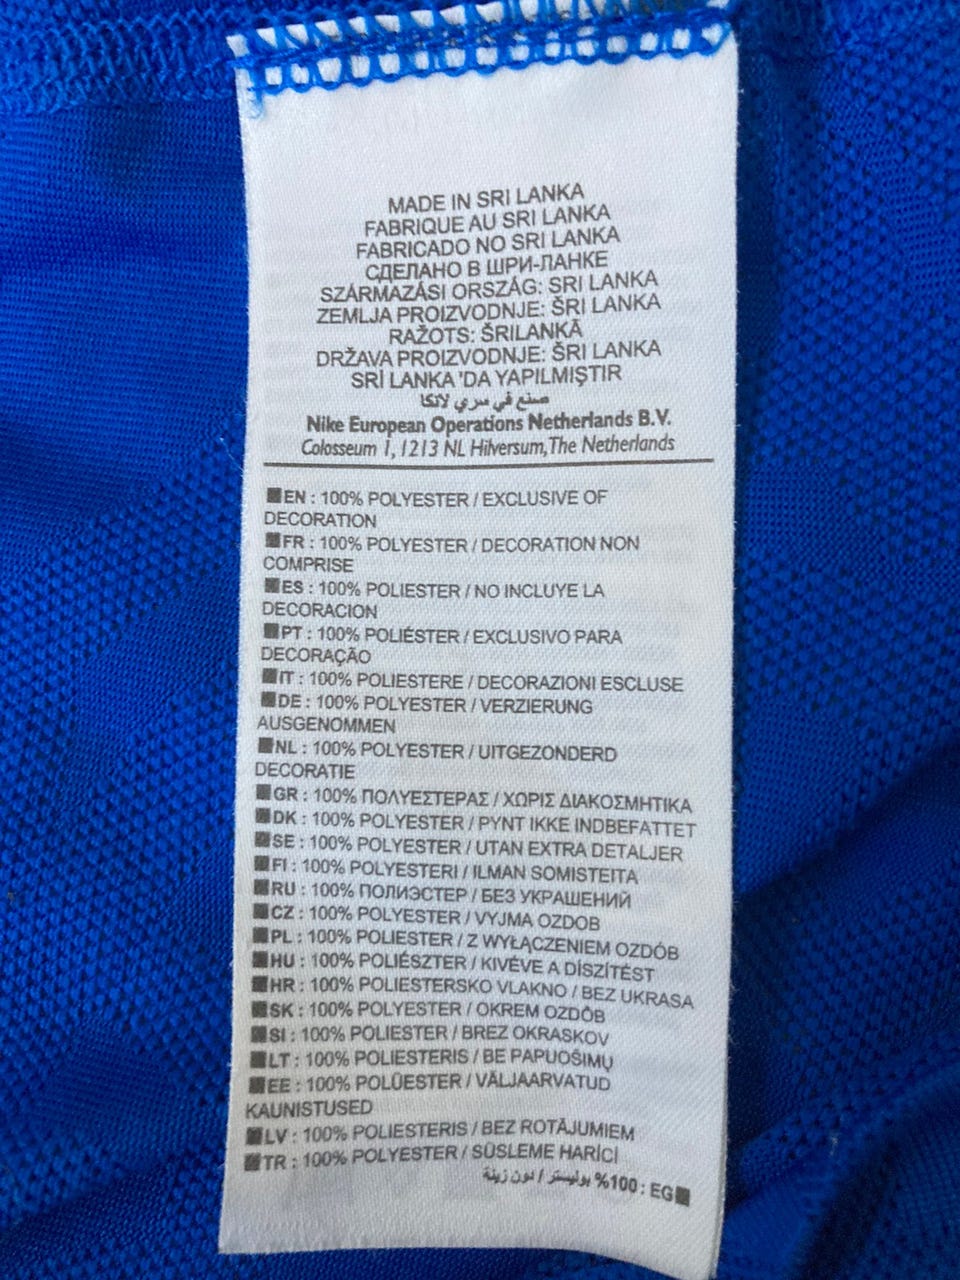 MADE IN SRI LANKA
FABRIQUE AU SRI LANKA
FABRICADO NO SRI LANKA
СДЕЛАНО В ШРИ-ЛАНКЕ
SZÁRMAZÁSI ORSZÁG: SRI LANKA
ZEMLJA PROIZVODNJE: ŠRI LANKA
RAŽOTS: ŠRILANKĀ
DRŽAVA PROIZVODNJE: ŠRI LANKA
SRİ LANKA 'DA YAPILMIŞTIR
صنع في سري لانكا
Nike European Operations Netherlands B.V.
Colosseum 1, 1213 NL Hilversum, The Netherlands
EN : 100% POLYESTER / EXCLUSIVE OF
DECORATION
FR : 100% POLYESTER / DECORATION NON
COMPRISE
ES : 100% POLIESTER / NO INCLUYE LA
DECORACION
PT : 100% POLIÉSTER / EXCLUSIVO PARA
DECORAÇÃO
IT : 100% POLIESTERE / DECORAZIONI ESCLUSE
DE : 100% POLYESTER / VERZIERUNG
AUSGENOMMEN
NL : 100% POLYESTER / UITGEZONDERD
DECORATIE
GR : 100% ΠΟΛΥΕΣΤΕΡΑΣ / ΧΩΡΙΣ ΔΙΑΚΟΣΜΗΤΙΚΑ
DK : 100% POLYESTER / PYNT IKKE INDBEFATTET
SE : 100% POLYESTER / UTAN EXTRA DETALJER
FI : 100% POLYESTERI / ILMAN SOMISTEITA
RU : 100% ПОЛИЭСТЕР / БЕЗ УКРАШЕНИЙ
CZ : 100% POLYESTER / VYJMA OZDOB
PL : 100% POLIESTER / Z WYŁĄCZENIEM OZDÓB
HU : 100% POLIÉSZTER / KIVÉVE A DÍSZÍTÉST
HR : 100% POLIESTERSKO VLAKNO / BEZ UKRASA
SK : 100% POLYESTER / OKREM OZDÔB
SI : 100% POLIESTER / BREZ OKRASKOV
LT : 100% POLIESTERIS / BE PAPUOŠIMŲ
EE : 100% POLÜESTER / VÄLJAARVATUD
KAUNISTUSED
LV : 100% POLIESTERIS / BEZ ROTĀJUMIEM
TR : 100% POLYESTER / SÜSLEME HARİCİ
EG : 100% بوليستر / دون زينة